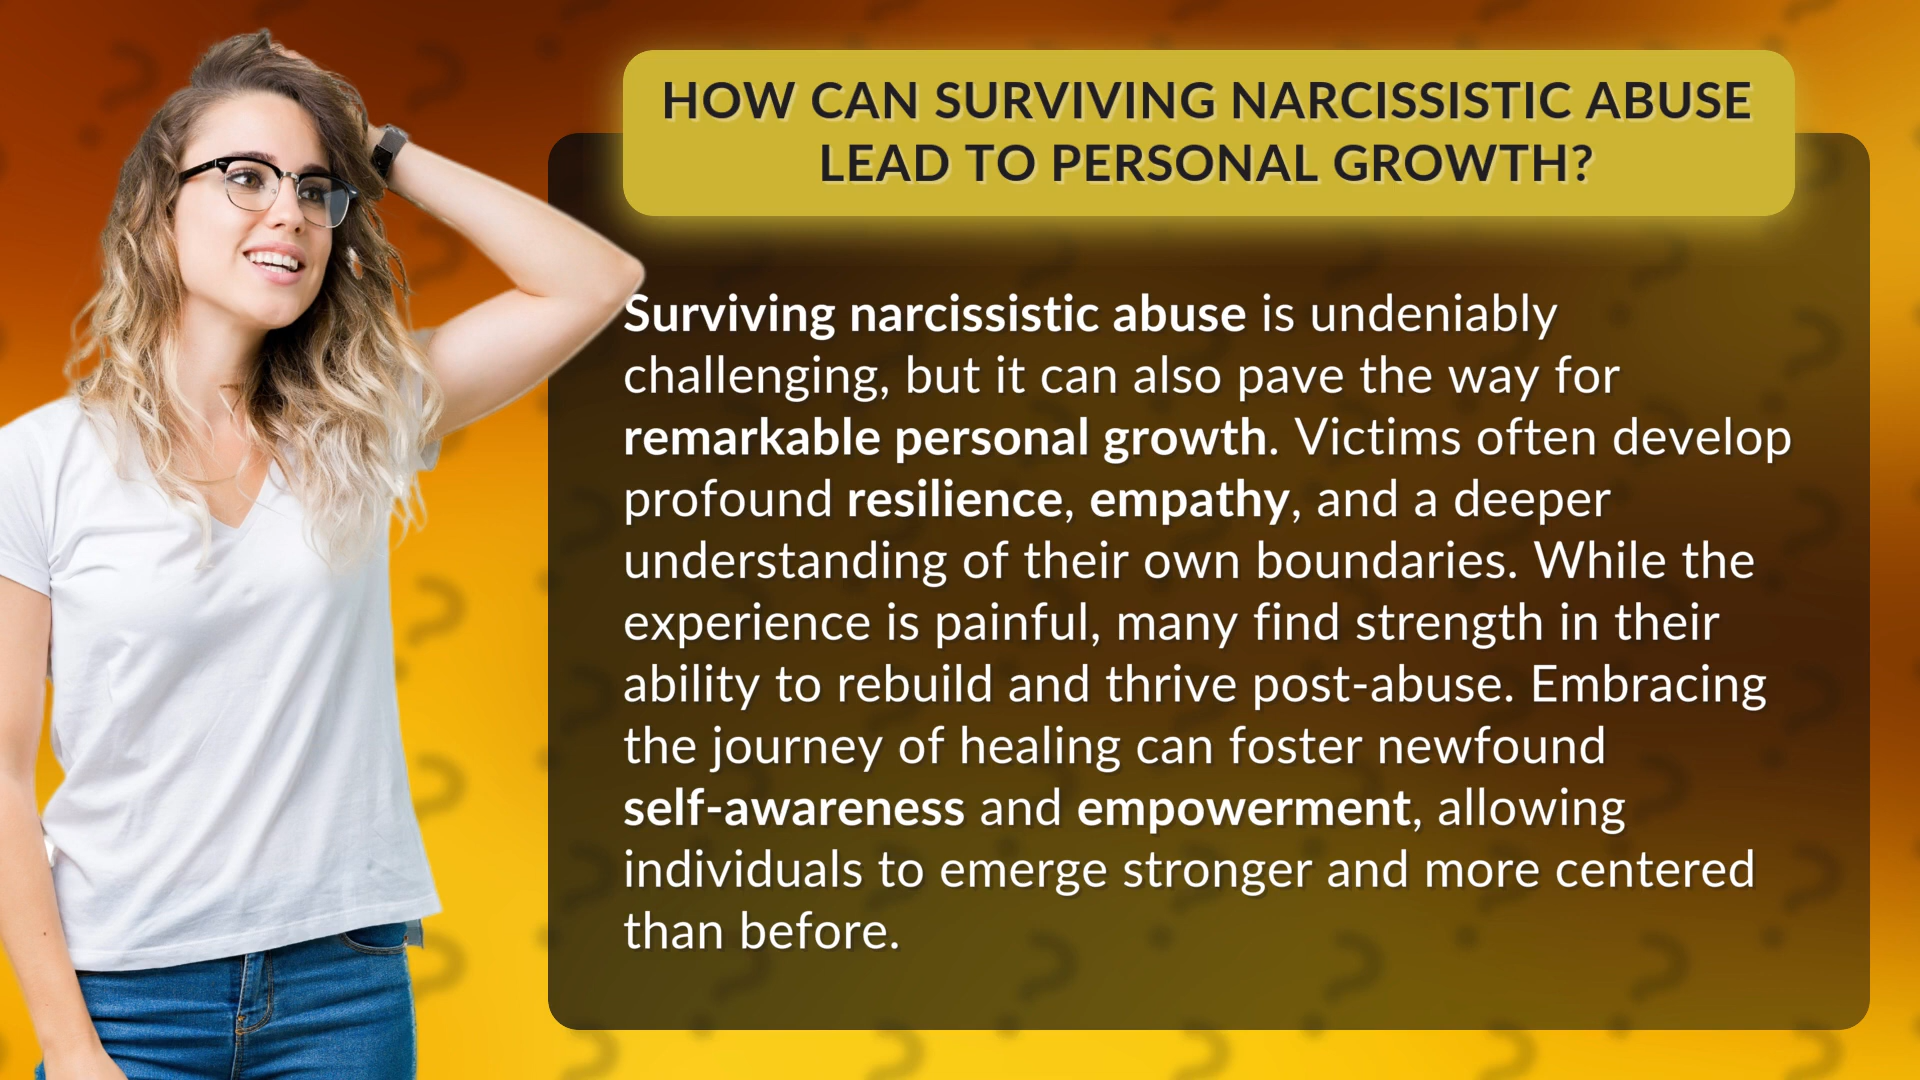 HOW CAN SURVIVING NARCISSISTIC ABUSE
LEAD TO PERSONAL GROWTH?
Surviving narcissistic abuse is undeniably
challenging, but it can also pave the way for
remarkable personal growth. Victims often develop
profound resilience, empathy, and a deeper
understanding of their own boundaries. While the
experience is painful, many find strength in their
ability to rebuild and thrive post-abuse. Embracing
the journey of healing can foster newfound
self-awareness and empowerment, allowing
individuals to emerge stronger and more centered
than before.